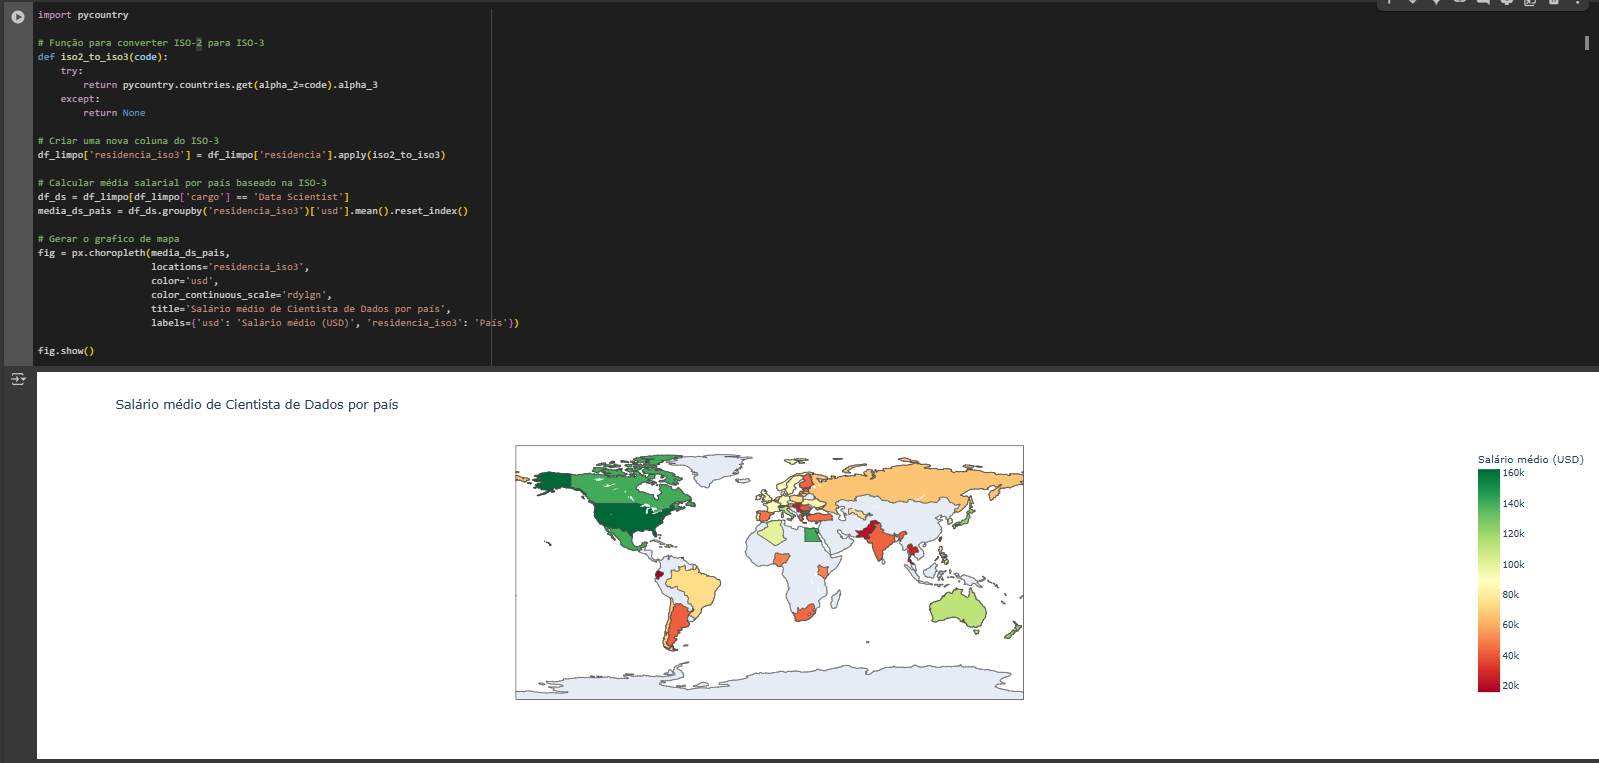 import pycountry
# Função para converter ISO-2 para ISO-3
def iso2_to_iso3(code):
    try:
        return pycountry.countries.get(alpha_2=code).alpha_3
    except:
        return None
# Criar uma nova coluna do ISO-3
df_limpo['residencia_iso3'] = df_limpo['residencia'].apply(iso2_to_iso3)
# Calcular média salarial por país baseado na ISO-3
df_ds = df_limpo[df_limpo['cargo'] == 'Data Scientist']
media_ds_pais = df_ds.groupby('residencia_iso3')['usd'].mean().reset_index()
# Gerar o grafico de mapa
fig = px.choropleth(media_ds_pais,
                    locations='residencia_iso3',
                    color='usd',
                    color_continuous_scale='rdylgn',
                    title='Salário médio de Cientista de Dados por país',
                    labels={'usd': 'Salário médio (USD)', 'residencia_iso3': 'País'})
fig.show()
Salário médio de Cientista de Dados por país
Salário médio (USD)
160k
140k
120k
100k
80k
60k
40k
20k